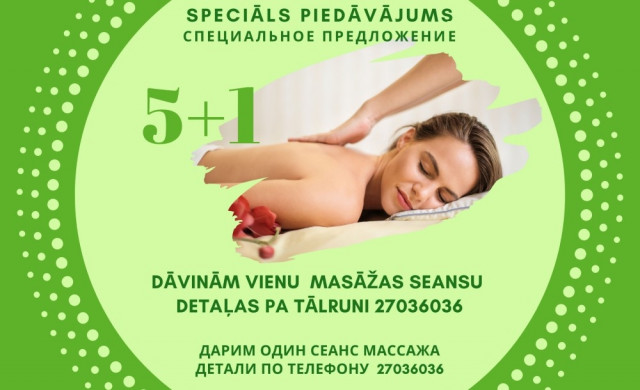 SPECIĀLS PIEDĀVĀJUMS
СПЕЦИАЛЬНОЕ ПРЕДЛОЖЕНИЕ
5+1
DĀVINĀM VIENU MASĀŽAS SEANSU
DETAĻAS PA TĀLRUNI 27036036
ДАРИМ ОДИН СЕАНС МАССАЖА
ДЕТАЛИ ПО ТЕЛЕФОНУ 27036036